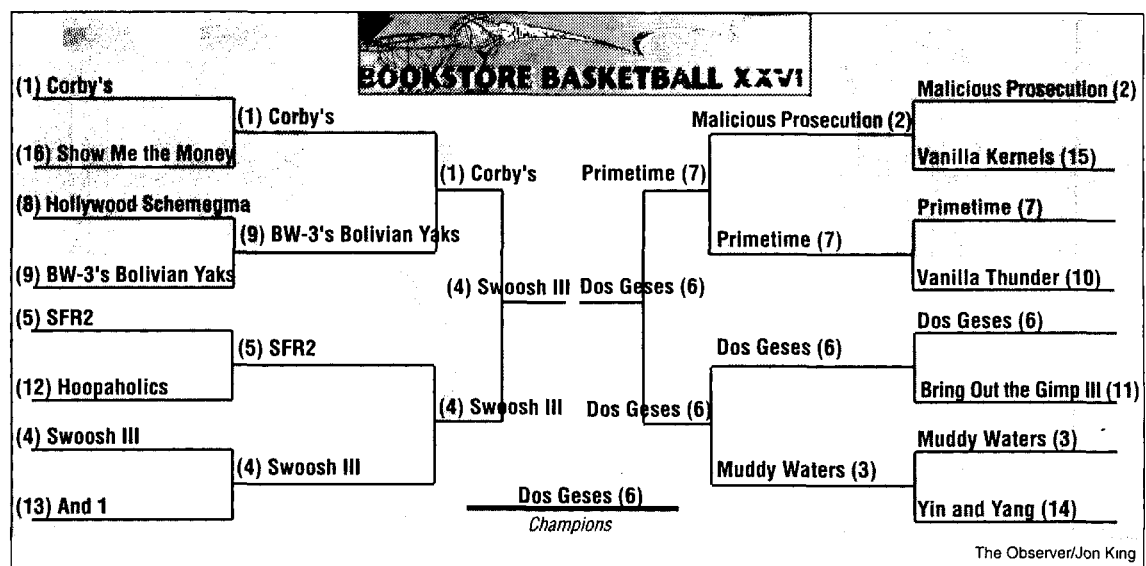 BOOKSTORE BASKETBALL XXVI
(1) Corby's
(16) Show Me the Money
(8) Hollywood Schemegma
(9) BW-3's Bolivian Yaks
(5) SFR2
(12) Hoopaholics
(4) Swoosh III
(13) And 1
(1) Corby's
(9) BW-3's Bolivian Yaks
(5) SFR2
(4) Swoosh III
(1) Corby's
(4) Swoosh III
(4) Swoosh III
Dos Geses (6)
Primetime (7)
Dos Geses (6)
Malicious Prosecution (2)
Primetime (7)
Dos Geses (6)
Muddy Waters (3)
Malicious Prosecution (2)
Vanilla Kernels (15)
Primetime (7)
Vanilla Thunder (10)
Dos Geses (6)
Bring Out the Gimp III (11)
Muddy Waters (3)
Yin and Yang (14)
Dos Geses (6)
Champions
The Observer/Jon King